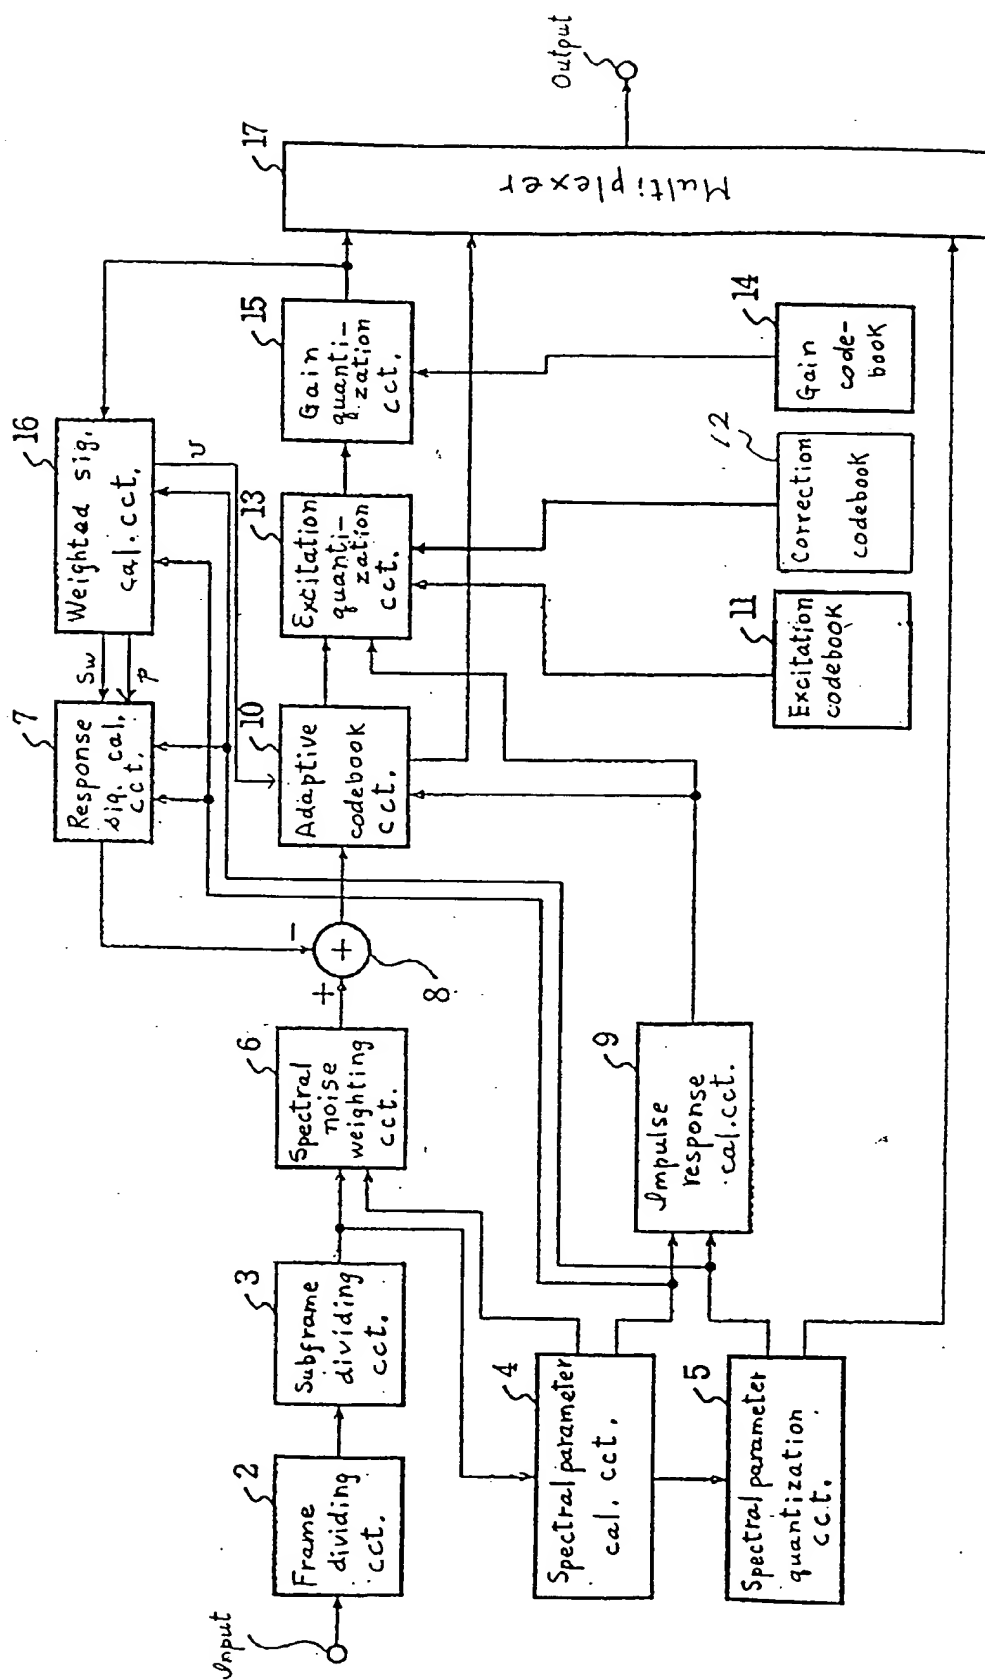 Input
2
Frame
dividing
cct.
3
Subframe
dividing
cct.
6
Spectral
noise
weighting
cct.
+
-
+
8
7
Response
sig. cal.
cct.
Sw
p
16
Weighted sig.
cal. cct.
v
10
Adaptive
codebook
cct.
13
Excitation
quanti-
zation
cct.
15
Gain
quanti-
zation
cct.
17
Multiplexer
Output
4
Spectral parameter
cal. cct.
5
Spectral parameter
quantization
cct.
9
Impulse
response
cal. cct.
11
Excitation
codebook
12
Correction
codebook
14
Gain
code-
book